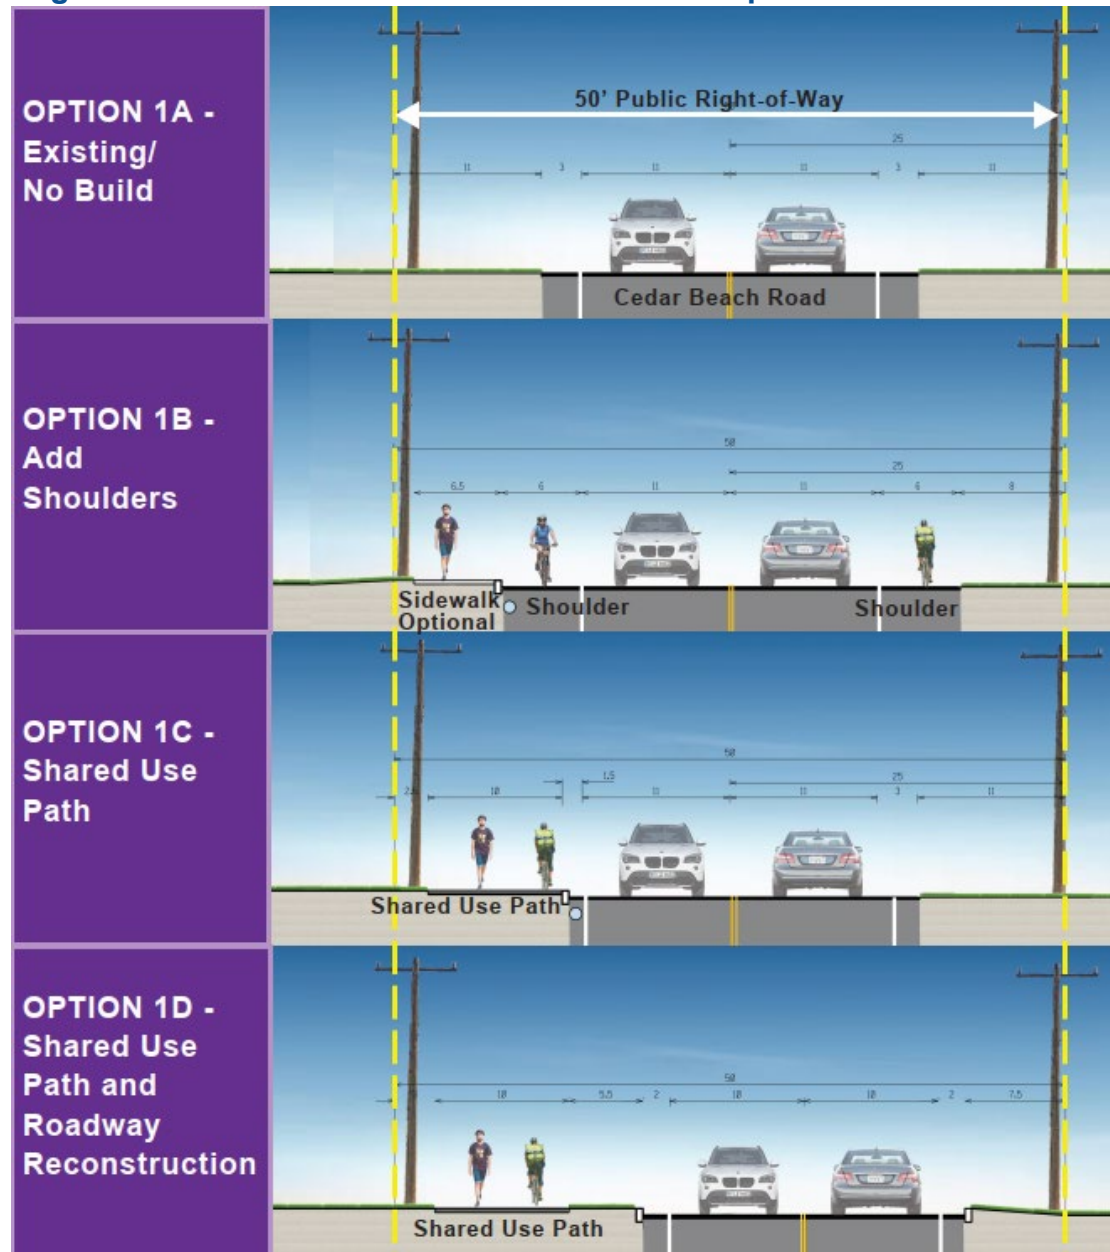 OPTION 1A -
Existing/
No Build
50' Public Right-of-Way
25
11 3 11 11 3 11
Cedar Beach Road
OPTION 1B -
Add
Shoulders
50
25
6.5 6 11 11 6 8
Sidewalk
Optional
Shoulder
Shoulder
OPTION 1C -
Shared Use
Path
50
1.5
25
10 11 11 3 11
Shared Use Path
OPTION 1D -
Shared Use
Path and
Roadway
Reconstruction
50
10 5.5 2 10 10 2 7.5
Shared Use Path